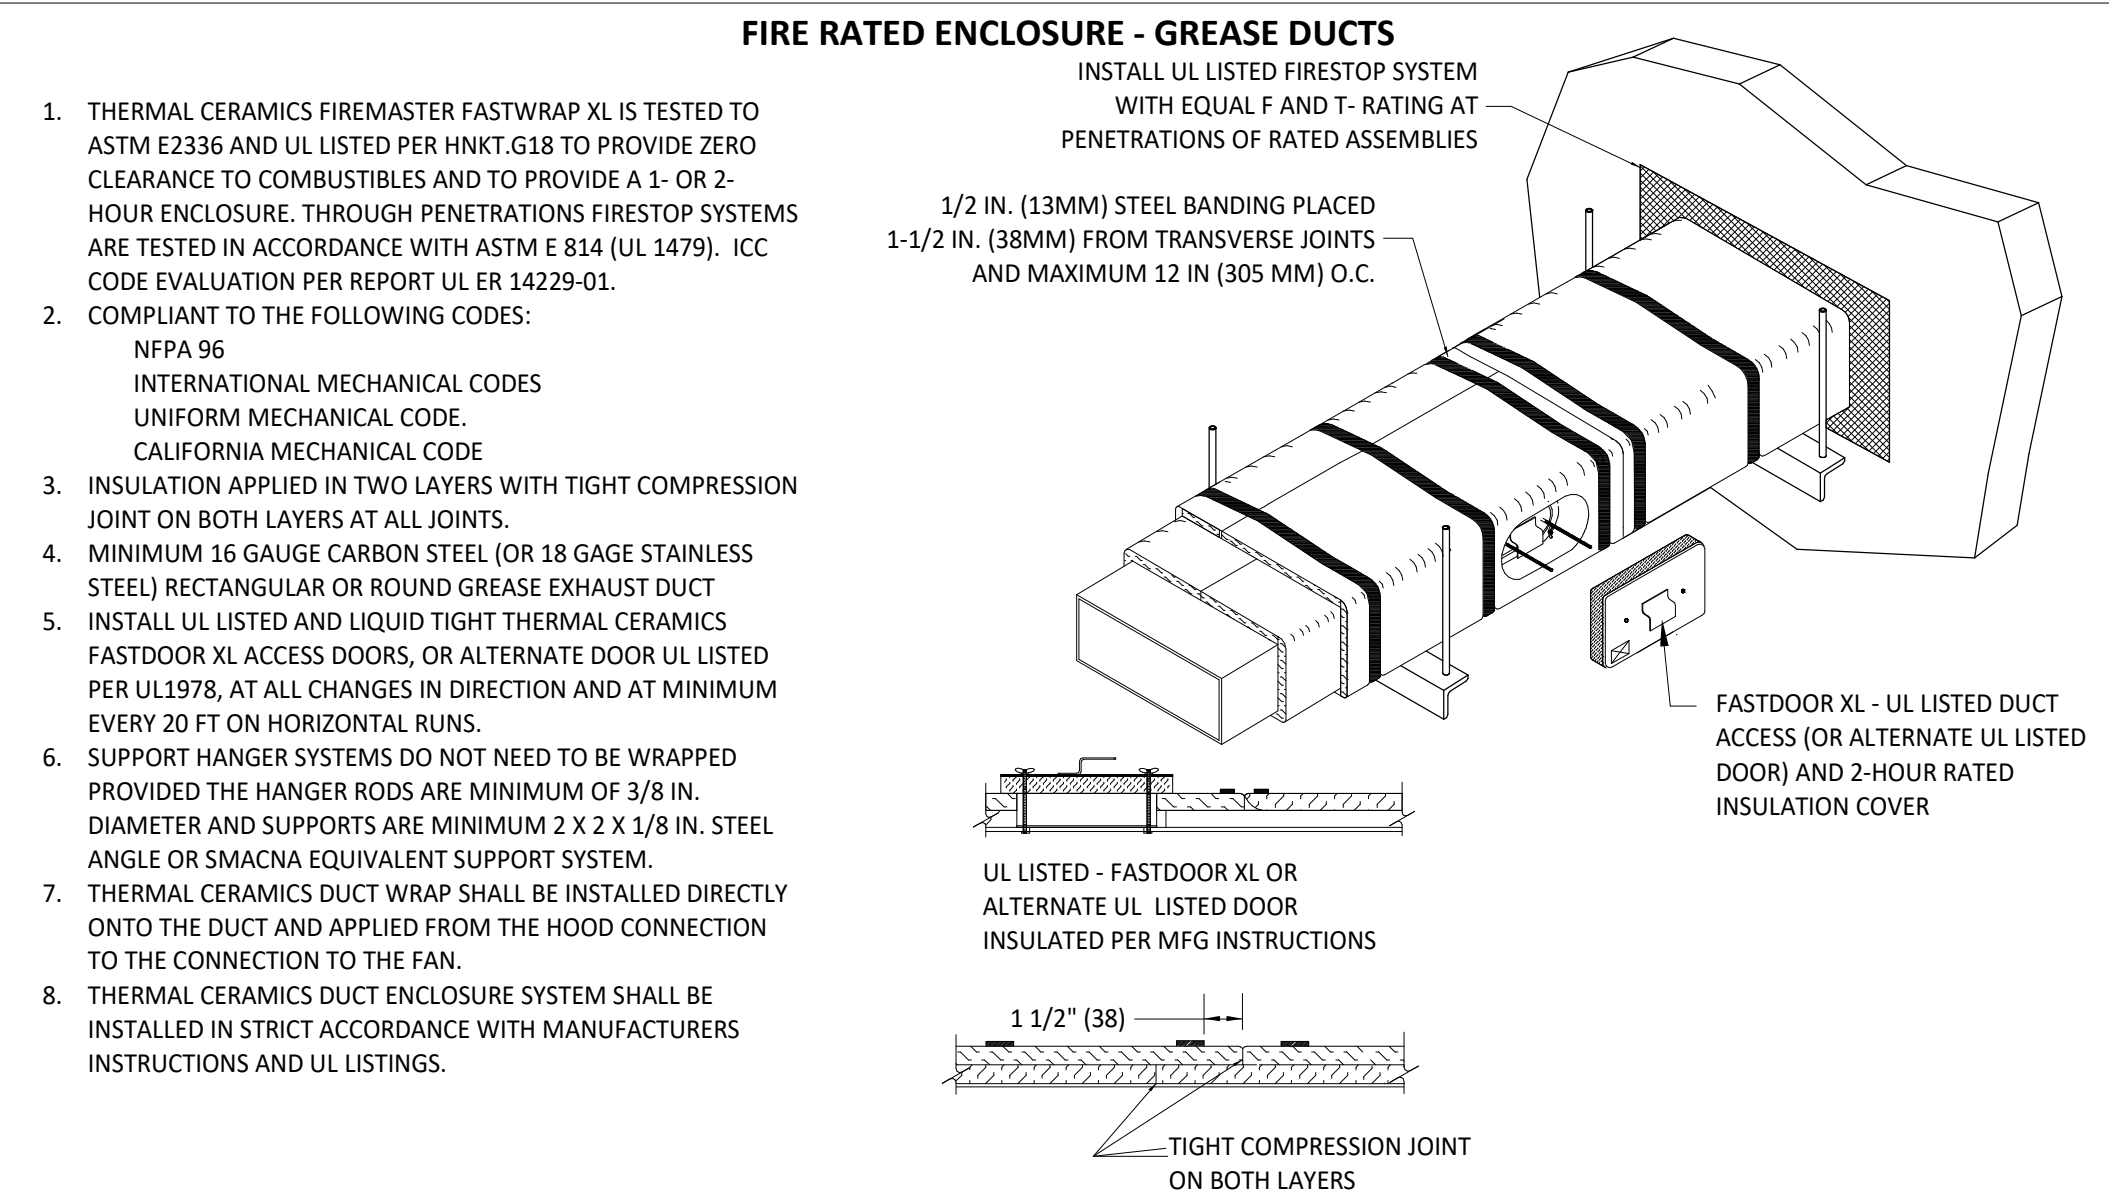 FIRE RATED ENCLOSURE - GREASE DUCTS
1. THERMAL CERAMICS FIREMASTER FASTWRAP XL IS TESTED TO
ASTM E2336 AND UL LISTED PER HNKT.G18 TO PROVIDE ZERO
CLEARANCE TO COMBUSTIBLES AND TO PROVIDE A 1- OR 2-
HOUR ENCLOSURE. THROUGH PENETRATIONS FIRESTOP SYSTEMS
ARE TESTED IN ACCORDANCE WITH ASTM E 814 (UL 1479). ICC
CODE EVALUATION PER REPORT UL ER 14229-01.
2. COMPLIANT TO THE FOLLOWING CODES:
NFPA 96
INTERNATIONAL MECHANICAL CODES
UNIFORM MECHANICAL CODE.
CALIFORNIA MECHANICAL CODE
3. INSULATION APPLIED IN TWO LAYERS WITH TIGHT COMPRESSION
JOINT ON BOTH LAYERS AT ALL JOINTS.
4. MINIMUM 16 GAUGE CARBON STEEL (OR 18 GAGE STAINLESS
STEEL) RECTANGULAR OR ROUND GREASE EXHAUST DUCT
5. INSTALL UL LISTED AND LIQUID TIGHT THERMAL CERAMICS
FASTDOOR XL ACCESS DOORS, OR ALTERNATE DOOR UL LISTED
PER UL1978, AT ALL CHANGES IN DIRECTION AND AT MINIMUM
EVERY 20 FT ON HORIZONTAL RUNS.
6. SUPPORT HANGER SYSTEMS DO NOT NEED TO BE WRAPPED
PROVIDED THE HANGER RODS ARE MINIMUM OF 3/8 IN.
DIAMETER AND SUPPORTS ARE MINIMUM 2 X 2 X 1/8 IN. STEEL
ANGLE OR SMACNA EQUIVALENT SUPPORT SYSTEM.
7. THERMAL CERAMICS DUCT WRAP SHALL BE INSTALLED DIRECTLY
ONTO THE DUCT AND APPLIED FROM THE HOOD CONNECTION
TO THE CONNECTION TO THE FAN.
8. THERMAL CERAMICS DUCT ENCLOSURE SYSTEM SHALL BE
INSTALLED IN STRICT ACCORDANCE WITH MANUFACTURERS
INSTRUCTIONS AND UL LISTINGS.
INSTALL UL LISTED FIRESTOP SYSTEM
WITH EQUAL F AND T- RATING AT
PENETRATIONS OF RATED ASSEMBLIES
1/2 IN. (13MM) STEEL BANDING PLACED
1-1/2 IN. (38MM) FROM TRANSVERSE JOINTS
AND MAXIMUM 12 IN (305 MM) O.C.
FASTDOOR XL - UL LISTED DUCT
ACCESS (OR ALTERNATE UL LISTED
DOOR) AND 2-HOUR RATED
INSULATION COVER
UL LISTED - FASTDOOR XL OR
ALTERNATE UL LISTED DOOR
INSULATED PER MFG INSTRUCTIONS
1 1/2" (38)
TIGHT COMPRESSION JOINT
ON BOTH LAYERS